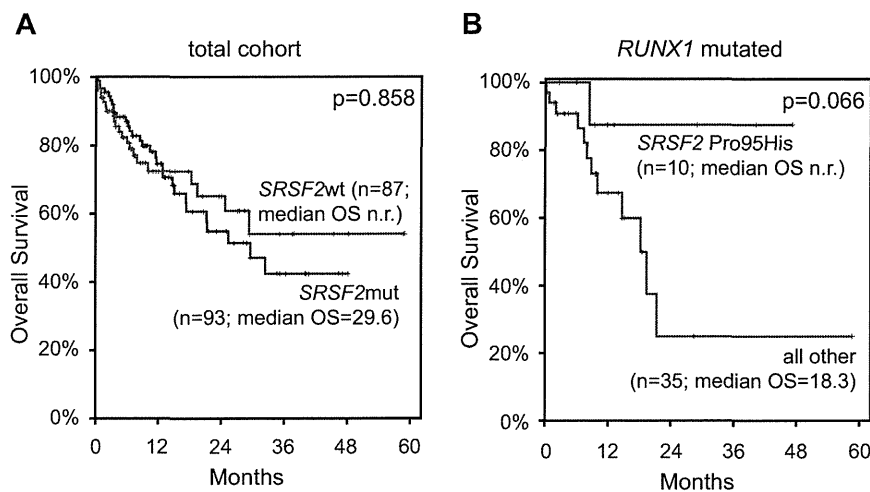 A
total cohort
100%
80%
60%
40%
20%
0%
Overall Survival
p=0.858
SRSF2wt (n=87;
median OS n.r.)
SRSF2mut
(n=93; median OS=29.6)
0 12 24 36 48 60
Months
B
RUNX1 mutated
100%
80%
60%
40%
20%
0%
Overall Survival
p=0.066
SRSF2 Pro95His
(n=10; median OS n.r.)
all other
(n=35; median OS=18.3)
0 12 24 36 48 60
Months